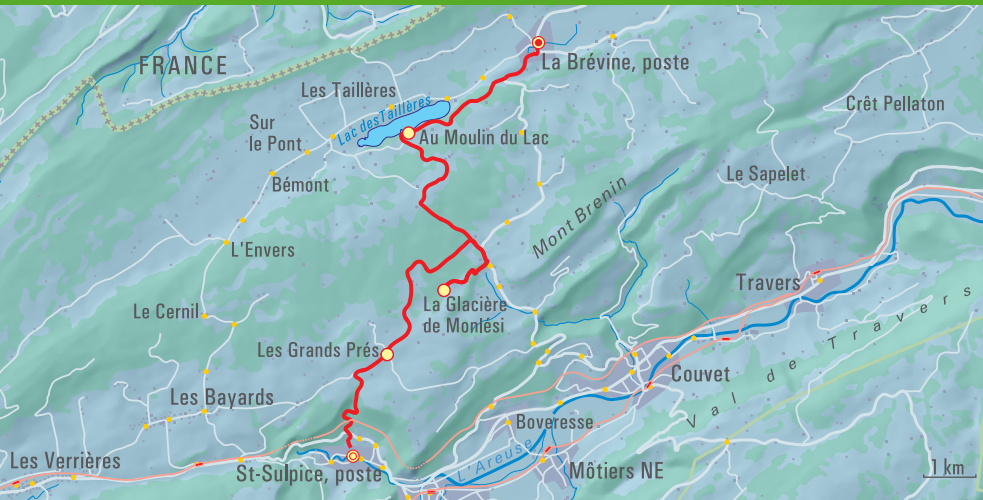 FRANCE
La Brévine, poste
Les Taillères
Lac des Taillères
Crêt Pellaton
Sur
le Pont
Au Moulin du Lac
Bémont
Le Sapelet
Mont Brenin
L'Envers
Travers
La Glacière
de Monlési
Le Cernil
Val de Travers
Les Grands Prés
Couvet
Les Bayards
Boveresse
L'Areuse
Les Verrières
St-Sulpice, poste
Môtiers NE
1 km